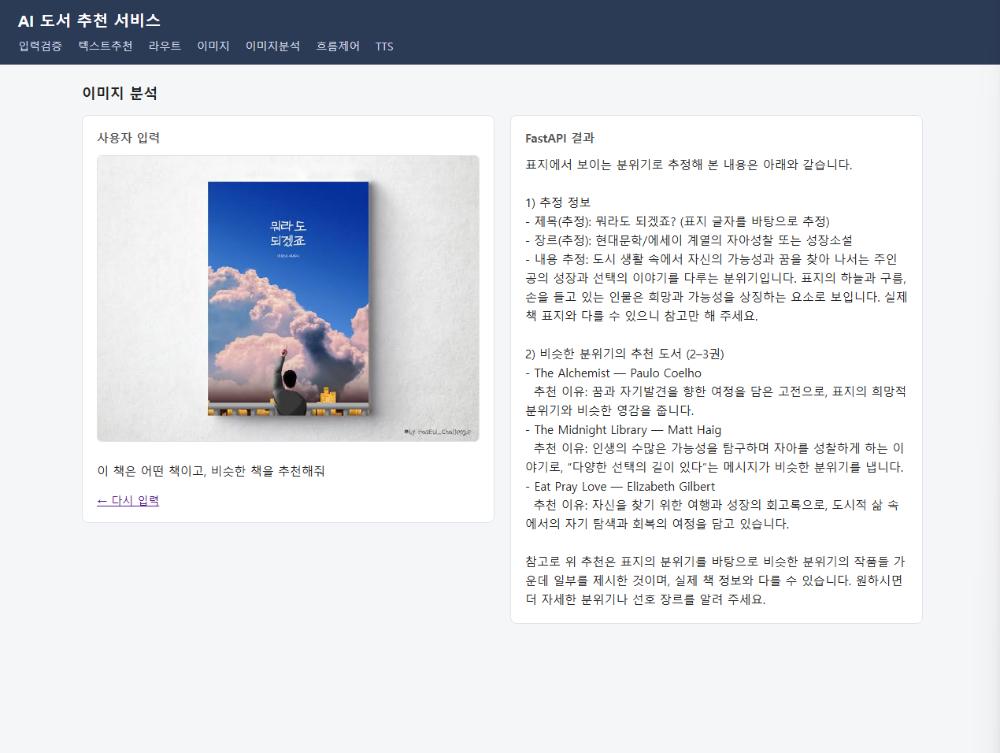 AI 도서 추천 서비스
입력검증 텍스트추천 라우트 이미지 이미지분석 흐름제어 TTS
이미지 분석
사용자 입력
뭐라도
되겠죠
이 책은 어떤 책이고, 비슷한 책을 추천해줘
← 다시 입력
FastAPI 결과
표지에서 보이는 분위기로 추정해 본 내용은 아래와 같습니다.
1) 추정 정보
- 제목(추정): 뭐라도 되겠죠? (표지 글자를 바탕으로 추정)
- 장르(추정): 현대문학/에세이 계열의 자아성찰 또는 성장소설
- 내용 추정: 도시 생활 속에서 자신의 가능성과 꿈을 찾아 나서는 주인
공의 성장과 선택의 이야기를 다루는 분위기입니다. 표지의 하늘과 구름,
손을 들고 있는 인물은 희망과 가능성을 상징하는 요소로 보입니다. 실제
책 표지와 다를 수 있으니 참고만 해 주세요.
2) 비슷한 분위기의 추천 도서 (2–3권)
- The Alchemist — Paulo Coelho
추천 이유: 꿈과 자기발견을 향한 여정을 담은 고전으로, 표지의 희망적
분위기와 비슷한 영감을 줍니다.
- The Midnight Library — Matt Haig
추천 이유: 인생의 수많은 가능성을 탐구하며 자아를 성찰하게 하는 이
야기로, “다양한 선택의 길이 있다”는 메시지가 비슷한 분위기를 냅니다.
- Eat Pray Love — Elizabeth Gilbert
추천 이유: 자신을 찾기 위한 여행과 성장의 회고록으로, 도시적 삶 속
에서의 자기 탐색과 회복의 여정을 담고 있습니다.
참고로 위 추천은 표지의 분위기를 바탕으로 비슷한 분위기의 작품들 가
운데 일부를 제시한 것이며, 실제 책 정보와 다를 수 있습니다. 원하시면
더 자세한 분위기나 선호 장르를 알려 주세요.